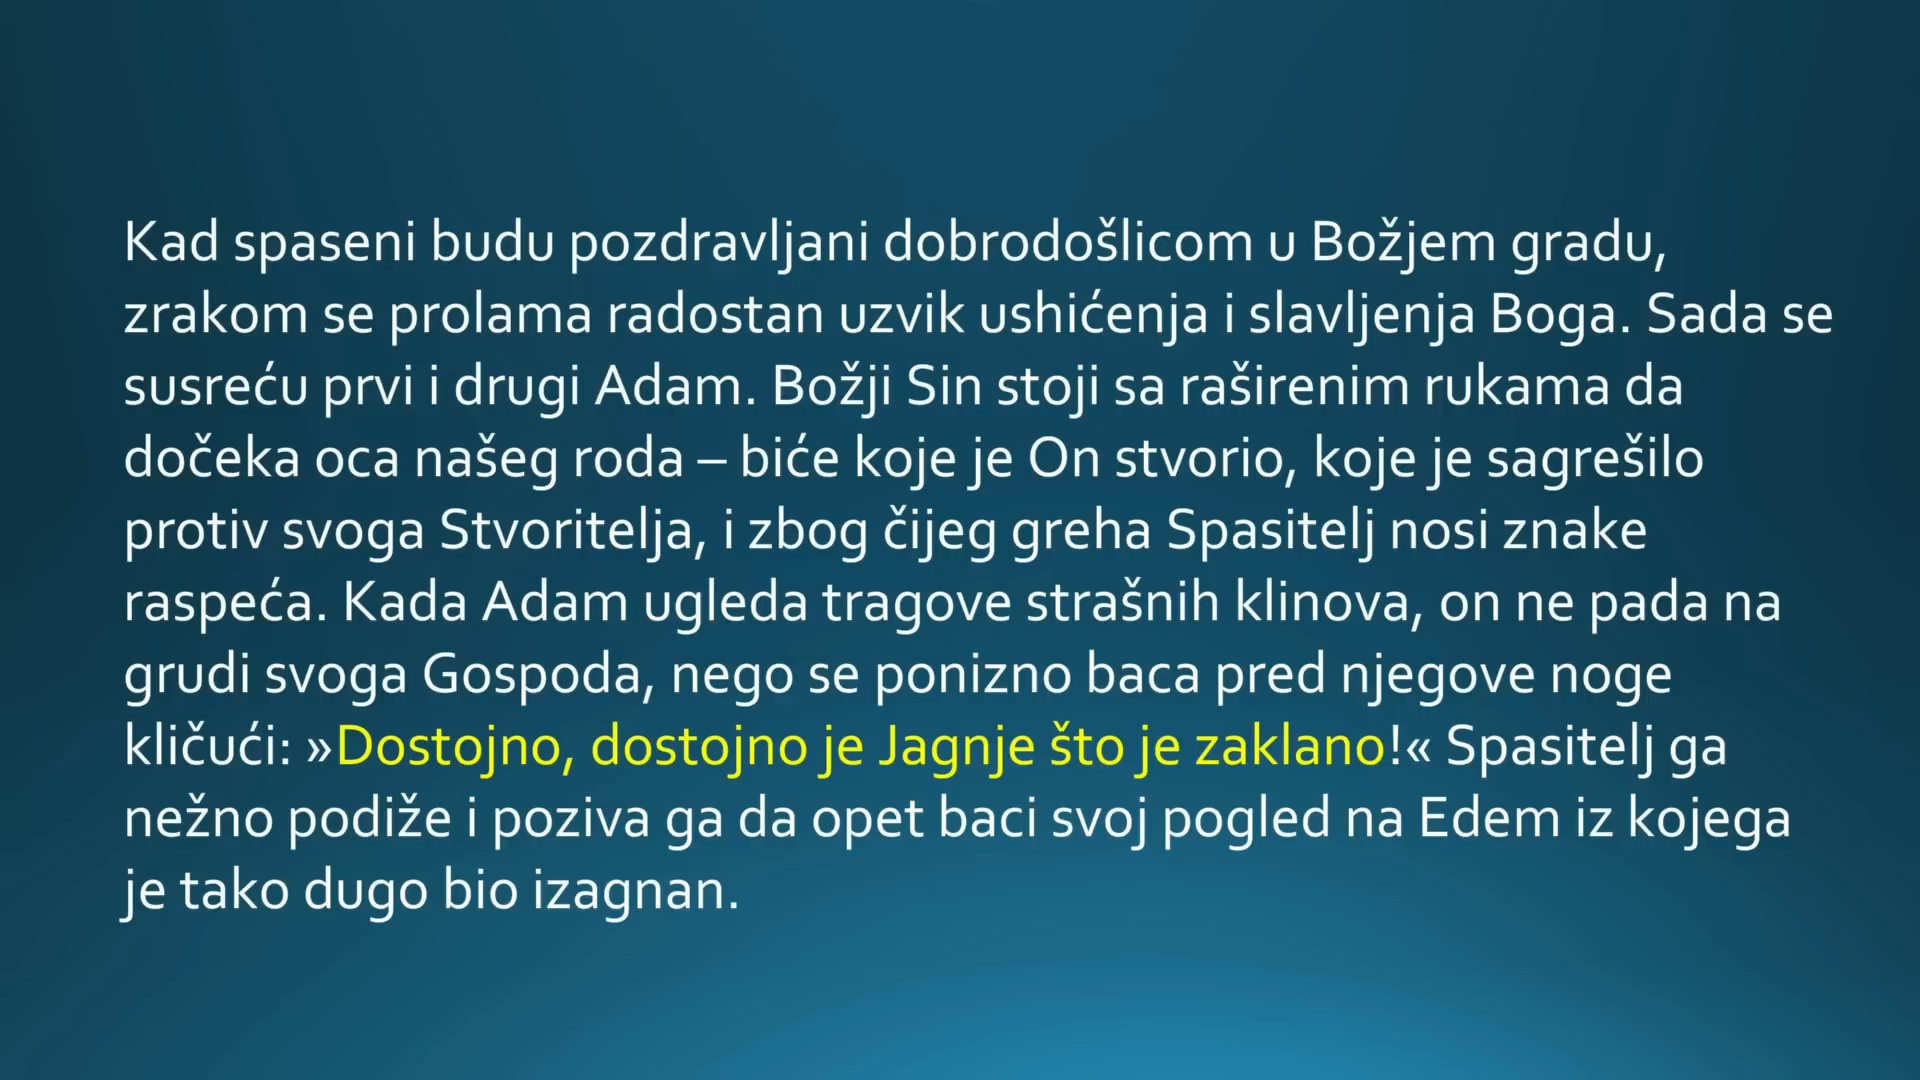 Kad spaseni budu pozdravljani dobrodošlicom u Božjem gradu,
zrakom se prolama radostan uzvik ushićenja i slavljenja Boga. Sada se
susreću prvi i drugi Adam. Božji Sin stoji sa raširenim rukama da
dočeka oca našeg roda – biće koje je On stvorio, koje je sagrešilo
protiv svoga Stvoritelja, i zbog čijeg greha Spasitelj nosi znake
raspeća. Kada Adam ugleda tragove strašnih klinova, on ne pada na
grudi svoga Gospoda, nego se ponizno baca pred njegove noge
kličući: »Dostojno, dostojno je Jagnje što je zaklano!« Spasitelj ga
nežno podiže i poziva ga da opet baci svoj pogled na Edem iz kojega
je tako dugo bio izagnan.